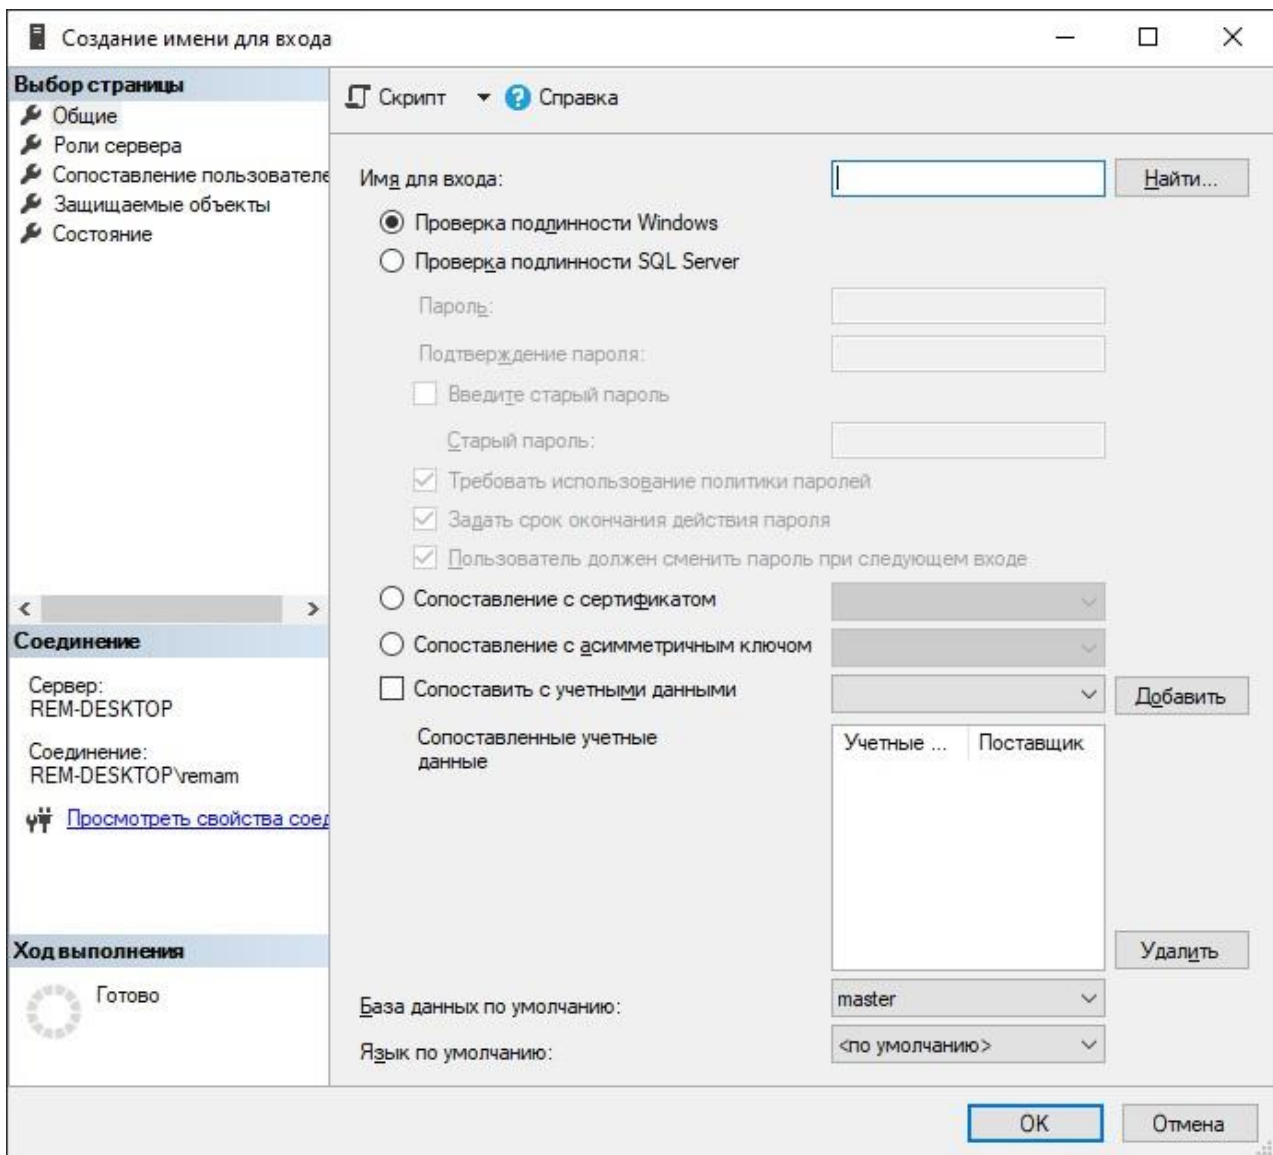 Создание имени для входа
Выбор страницы
Общие
Роли сервера
Сопоставление пользователе
Защищаемые объекты
Состояние
Скрипт
Справка
Имя для входа:
Найти...
Проверка подлинности Windows
Проверка подлинности SQL Server
Пароль:
Подтверждение пароля:
Введите старый пароль
Старый пароль:
Требовать использование политики паролей
Задать срок окончания действия пароля
Пользователь должен сменить пароль при следующем входе
Сопоставление с сертификатом
Сопоставление с асимметричным ключом
Сопоставить с учетными данными
Добавить
Сопоставленные учетные
данные
Учетные ...
Поставщик
Удалить
База данных по умолчанию:
master
Язык по умолчанию:
<по умолчанию>
Соединение
Сервер:
REM-DESKTOP
Соединение:
REM-DESKTOP\remam
Просмотреть свойства соед
Ход выполнения
Готово
OK
Отмена